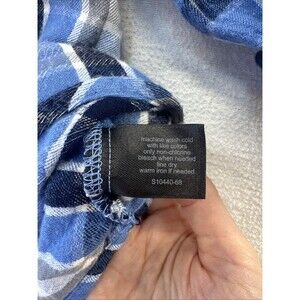 machine wash cold
with like colors
only non-chlorine
bleach when needed
line dry
warm iron if needed
S10440-68